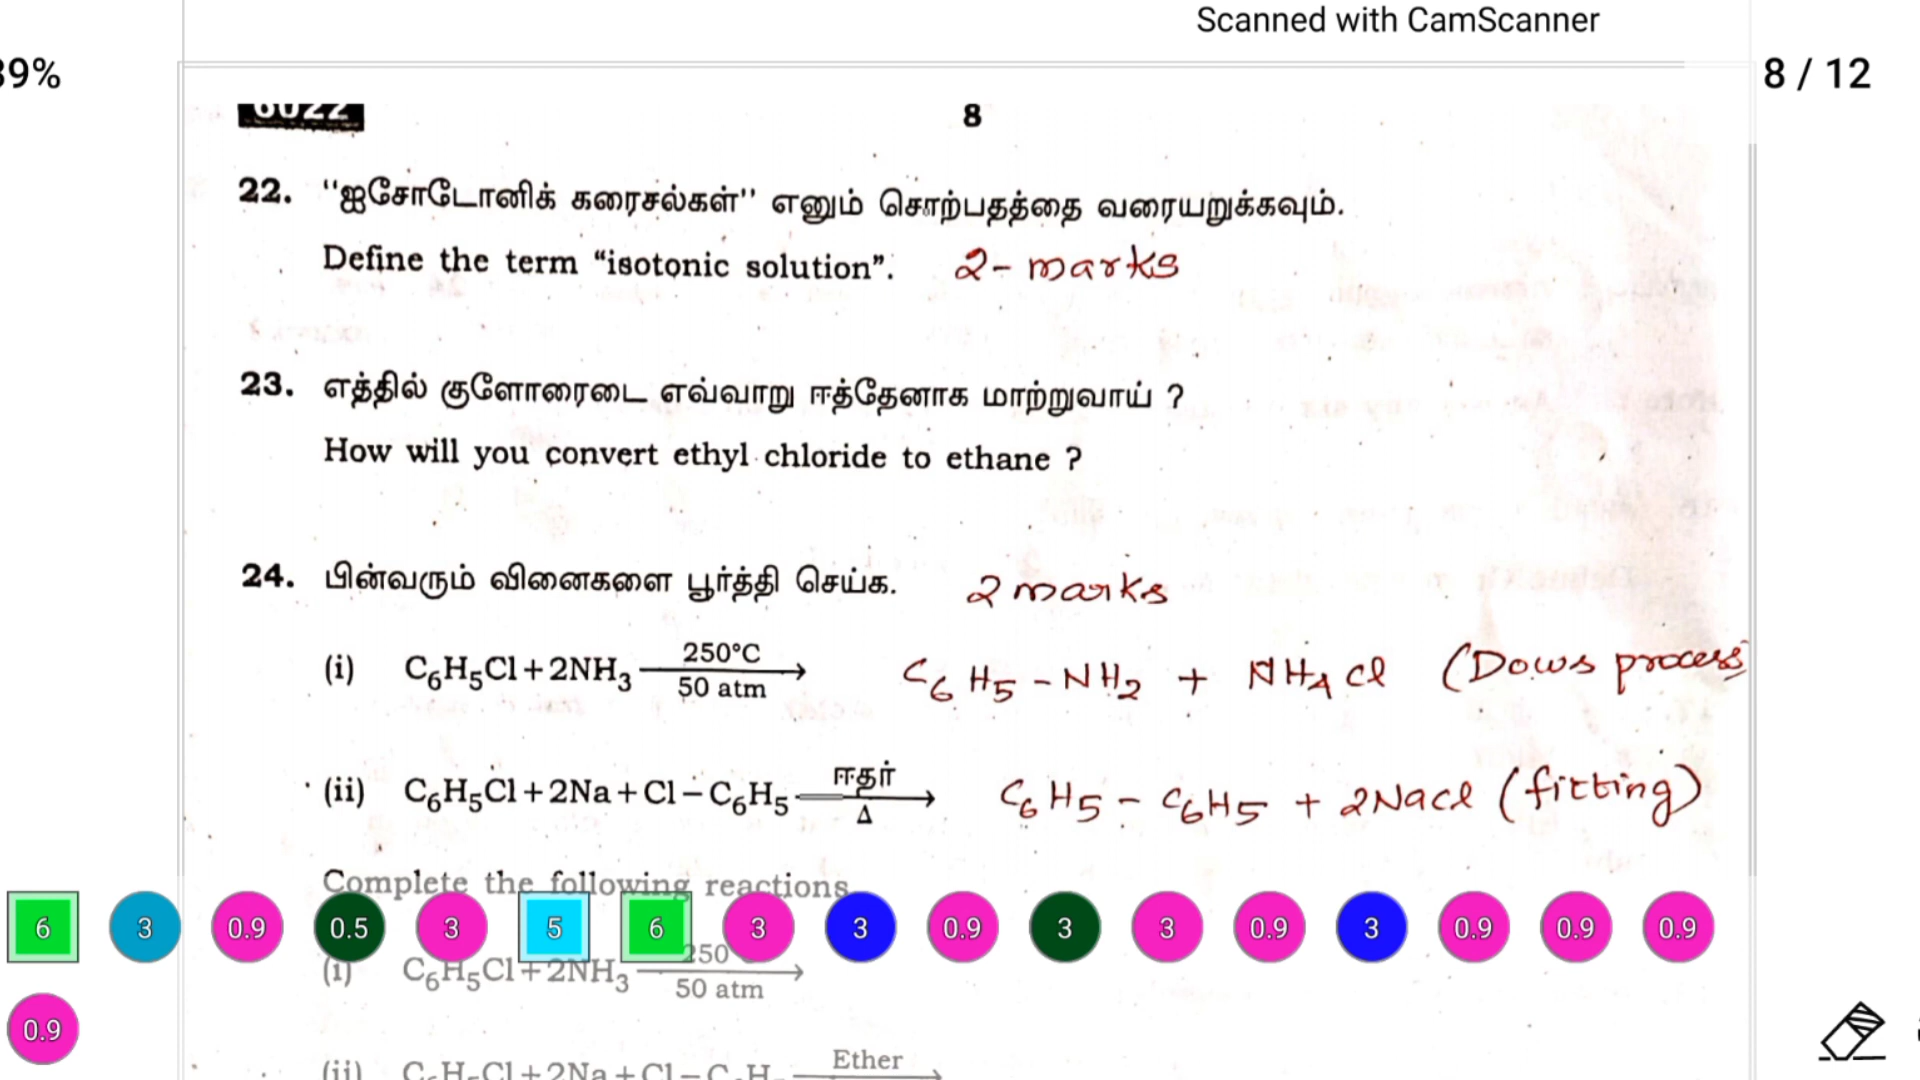 Scanned with CamScanner
39%
8 / 12
6022
8
22. "ஐசோடோனிக் கரைசல்கள்" எனும் சொற்பதத்தை வரையறுக்கவும்.
Define the term “isotonic solution”. 2- marks
23. எத்தில் குளோரைடை எவ்வாறு ஈத்தேனாக மாற்றுவாய் ?
How will you convert ethyl chloride to ethane ?
24. பின்வரும் வினைகளை பூர்த்தி செய்க. 2 marks
250°C
(i) C₆H₅Cl+2NH₃ → C₆H₅-NH₂ + NH₄Cl (Dows process
50 atm
ஈதர்
(ii) C₆H₅Cl+2Na+Cl–C₆H₅ → C₆H₅ - C₆H₅ + 2Nacl (fitting)
Δ
Complete the following reactions
6 3 0.9 0.5 3 5 6 3 3 0.9 3 3 0.9 3 0.9 0.9 0.9
250
(i) C₆H₅Cl+2NH₃ →
50 atm
0.9
Ether
(ii) C₆H₅Cl+2Na+Cl–C₆H₅ →